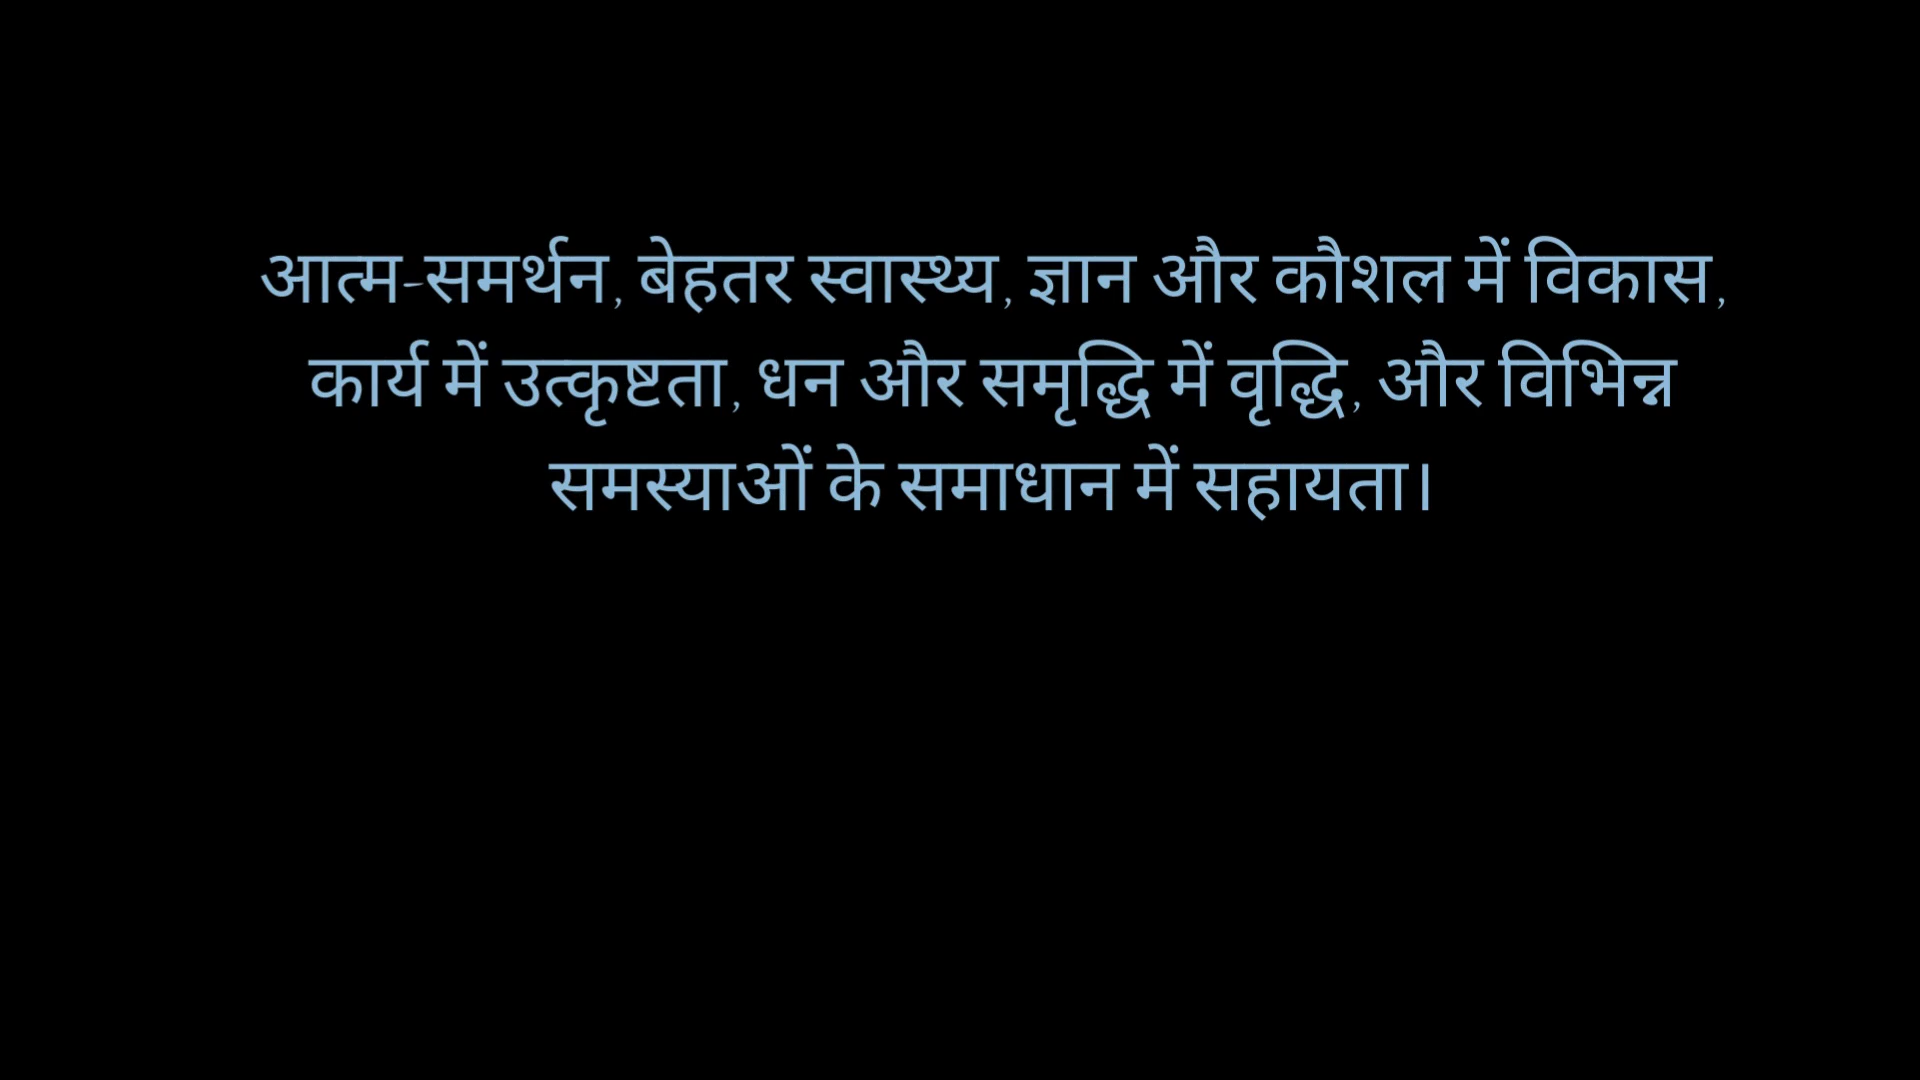 आत्म-समर्थन, बेहतर स्वास्थ्य, ज्ञान और कौशल में विकास,
कार्य में उत्कृष्टता, धन और समृद्धि में वृद्धि, और विभिन्न
समस्याओं के समाधान में सहायता।